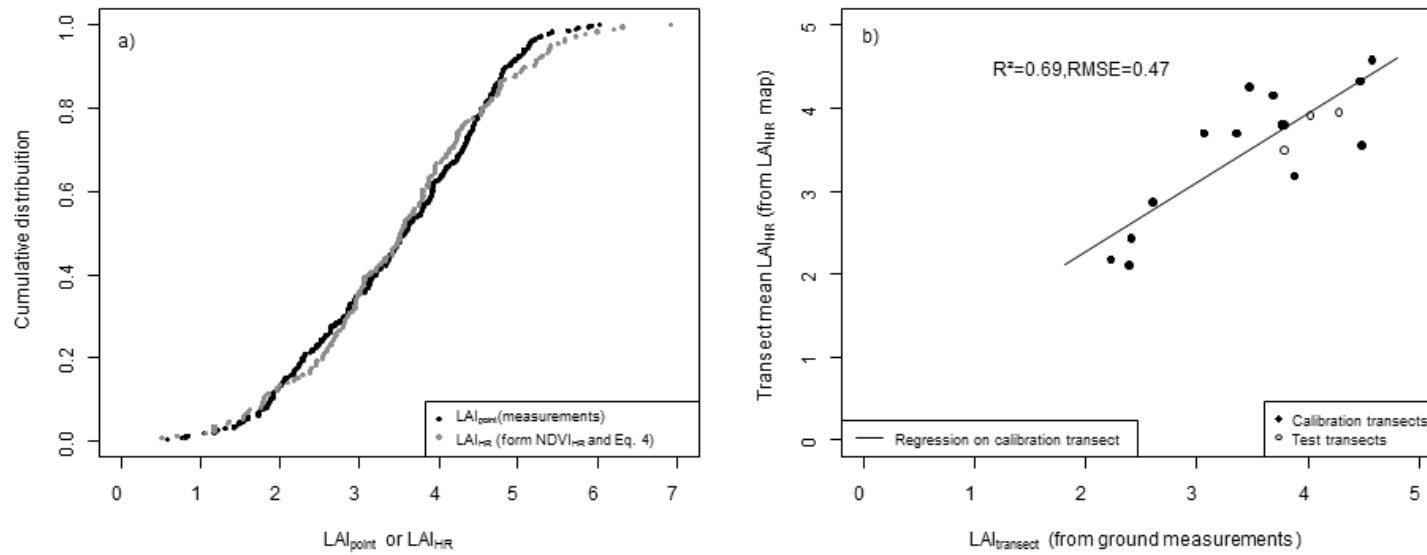 a)
Cumulative distribution
1.0
0.8
0.6
0.4
0.2
0.0
LAIpoint(measurements)
LAIHR (form NDVIHR and Eq. 4)
0 1 2 3 4 5 6 7
LAIpoint or LAIHR
b)
R²=0.69,RMSE=0.47
Transect mean LAIHR (from LAIHR map)
5
4
3
2
1
0
Regression on calibration transect
Calibration transects
Test transects
0 1 2 3 4 5
LAItransect (from ground measurements)